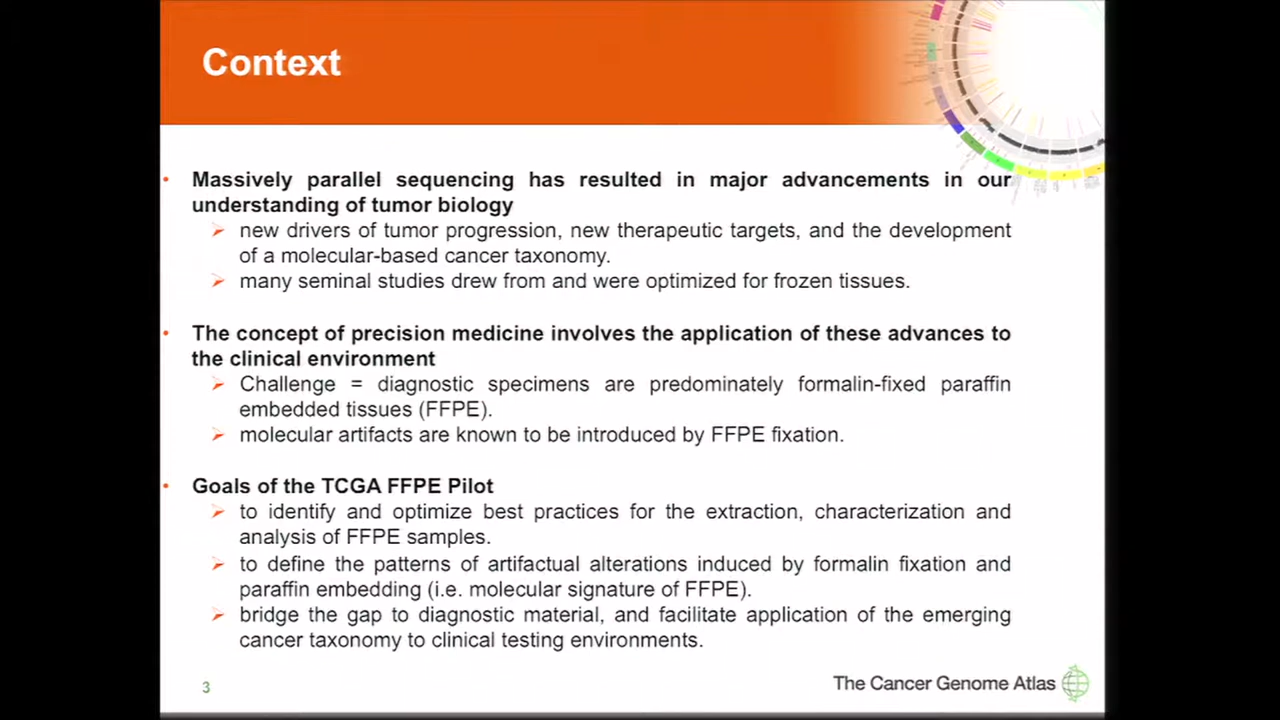 Context
• Massively parallel sequencing has resulted in major advancements in our
understanding of tumor biology
➢ new drivers of tumor progression, new therapeutic targets, and the development
of a molecular-based cancer taxonomy.
➢ many seminal studies drew from and were optimized for frozen tissues.
• The concept of precision medicine involves the application of these advances to
the clinical environment
➢ Challenge = diagnostic specimens are predominately formalin-fixed paraffin
embedded tissues (FFPE).
➢ molecular artifacts are known to be introduced by FFPE fixation.
• Goals of the TCGA FFPE Pilot
➢ to identify and optimize best practices for the extraction, characterization and
analysis of FFPE samples.
➢ to define the patterns of artifactual alterations induced by formalin fixation and
paraffin embedding (i.e. molecular signature of FFPE).
➢ bridge the gap to diagnostic material, and facilitate application of the emerging
cancer taxonomy to clinical testing environments.
3
The Cancer Genome Atlas